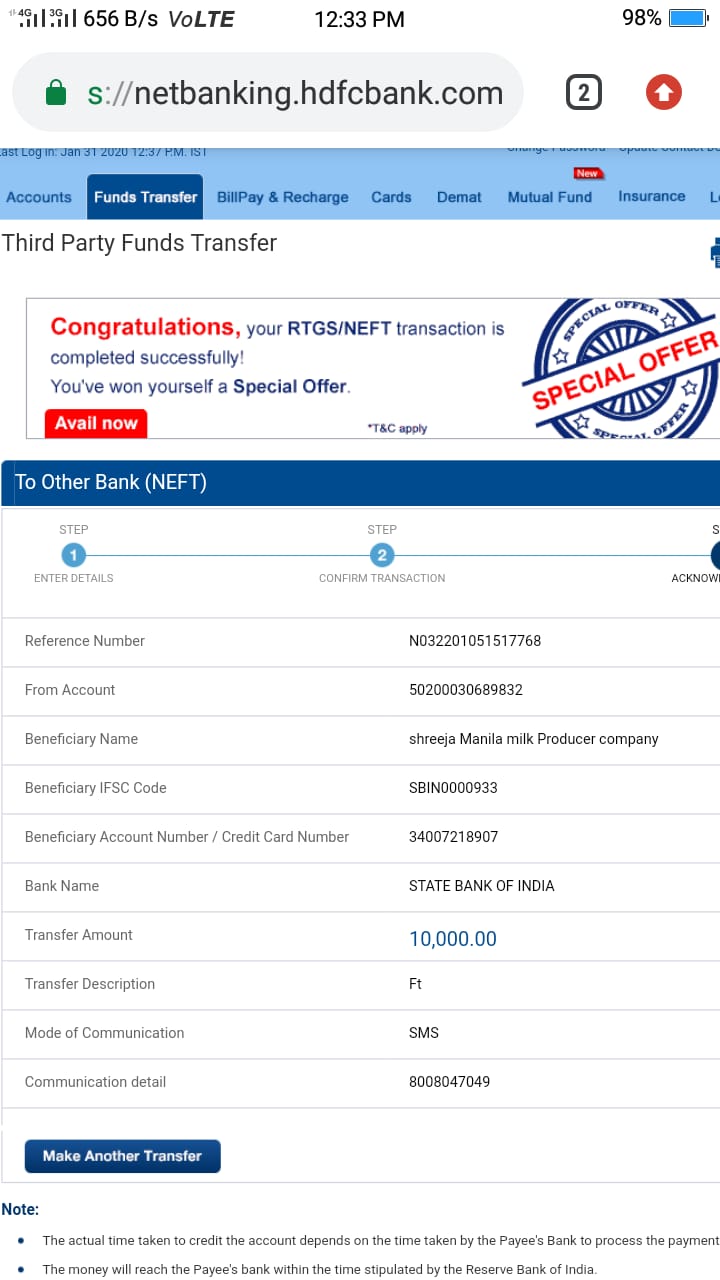 4G 3G 656 B/s VoLTE 12:33 PM 98%
s://netbanking.hdfcbank.com 2
Last Log in: Jan 31 2020 12:37 P.M. IST Change Password Update Contact De
Accounts Funds Transfer BillPay & Recharge Cards Demat Mutual Fund New Insurance L
Third Party Funds Transfer
Congratulations, your RTGS/NEFT transaction is
completed successfully!
You've won yourself a Special Offer.
Avail now *T&C apply
SPECIAL OFFER
SPECIAL OFFER
SPECIAL OFFER
To Other Bank (NEFT)
STEP STEP S
1 2
ENTER DETAILS CONFIRM TRANSACTION ACKNOW
Reference Number N032201051517768
From Account 50200030689832
Beneficiary Name shreeja Manila milk Producer company
Beneficiary IFSC Code SBIN0000933
Beneficiary Account Number / Credit Card Number 34007218907
Bank Name STATE BANK OF INDIA
Transfer Amount 10,000.00
Transfer Description Ft
Mode of Communication SMS
Communication detail 8008047049
Make Another Transfer
Note:
The actual time taken to credit the account depends on the time taken by the Payee's Bank to process the payment
The money will reach the Payee's bank within the time stipulated by the Reserve Bank of India.